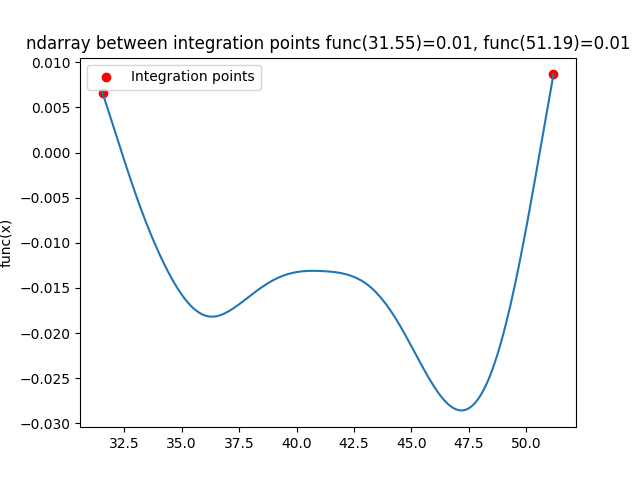 ndarray between integration points func(31.55)=0.01, func(51.19)=0.01
Integration points
0.010
0.005
0.000
−0.005
−0.010
−0.015
−0.020
−0.025
−0.030
func(x)
32.5 35.0 37.5 40.0 42.5 45.0 47.5 50.0